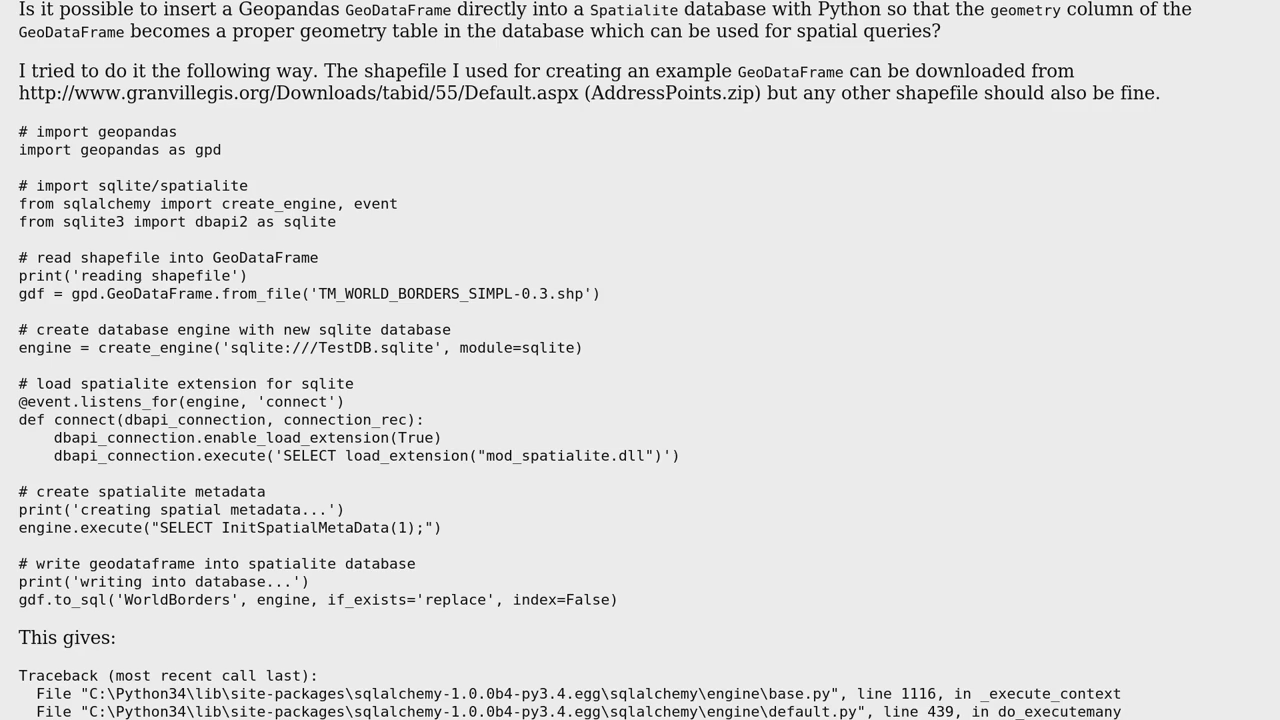 Is it possible to insert a Geopandas GeoDataFrame directly into a Spatialite database with Python so that the geometry column of the
GeoDataFrame becomes a proper geometry table in the database which can be used for spatial queries?
I tried to do it the following way. The shapefile I used for creating an example GeoDataFrame can be downloaded from
http://www.granvillegis.org/Downloads/tabid/55/Default.aspx (AddressPoints.zip) but any other shapefile should also be fine.
# import geopandas
import geopandas as gpd
# import sqlite/spatialite
from sqlalchemy import create_engine, event
from sqlite3 import dbapi2 as sqlite
# read shapefile into GeoDataFrame
print('reading shapefile')
gdf = gpd.GeoDataFrame.from_file('TM_WORLD_BORDERS_SIMPL-0.3.shp')
# create database engine with new sqlite database
engine = create_engine('sqlite:///TestDB.sqlite', module=sqlite)
# load spatialite extension for sqlite
@event.listens_for(engine, 'connect')
def connect(dbapi_connection, connection_rec):
    dbapi_connection.enable_load_extension(True)
    dbapi_connection.execute('SELECT load_extension("mod_spatialite.dll")')
# create spatialite metadata
print('creating spatial metadata...')
engine.execute("SELECT InitSpatialMetaData(1);")
# write geodataframe into spatialite database
print('writing into database...')
gdf.to_sql('WorldBorders', engine, if_exists='replace', index=False)
This gives:
Traceback (most recent call last):
  File "C:\Python34\lib\site-packages\sqlalchemy-1.0.0b4-py3.4.egg\sqlalchemy\engine\base.py", line 1116, in _execute_context
  File "C:\Python34\lib\site-packages\sqlalchemy-1.0.0b4-py3.4.egg\sqlalchemy\engine\default.py", line 439, in do_executemany